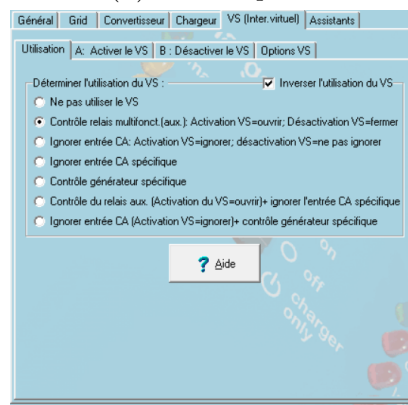 Général Grid Convertisseur Chargeur VS (Inter.virtuel) Assistants
Utilisation A: Activer le VS B : Désactiver le VS Options VS
Déterminer l'utilisation du VS : Inverser l'utilisation du VS
Ne pas utiliser le VS
Contrôle relais multifonct.(aux.): Activation VS=ouvrir; Désactivation VS=fermer
Ignorer entrée CA: Activation VS=ignorer; désactivation VS=ne pas ignorer
Ignorer entrée CA spécifique
Contrôle générateur spécifique
Contrôle du relais aux. (Activation du VS=ouvrir)+ ignorer l'entrée CA spécifique
Ignorer entrée CA (Activation VS=ignorer)+ contrôle générateur spécifique
? Aide
on
off
charger
only